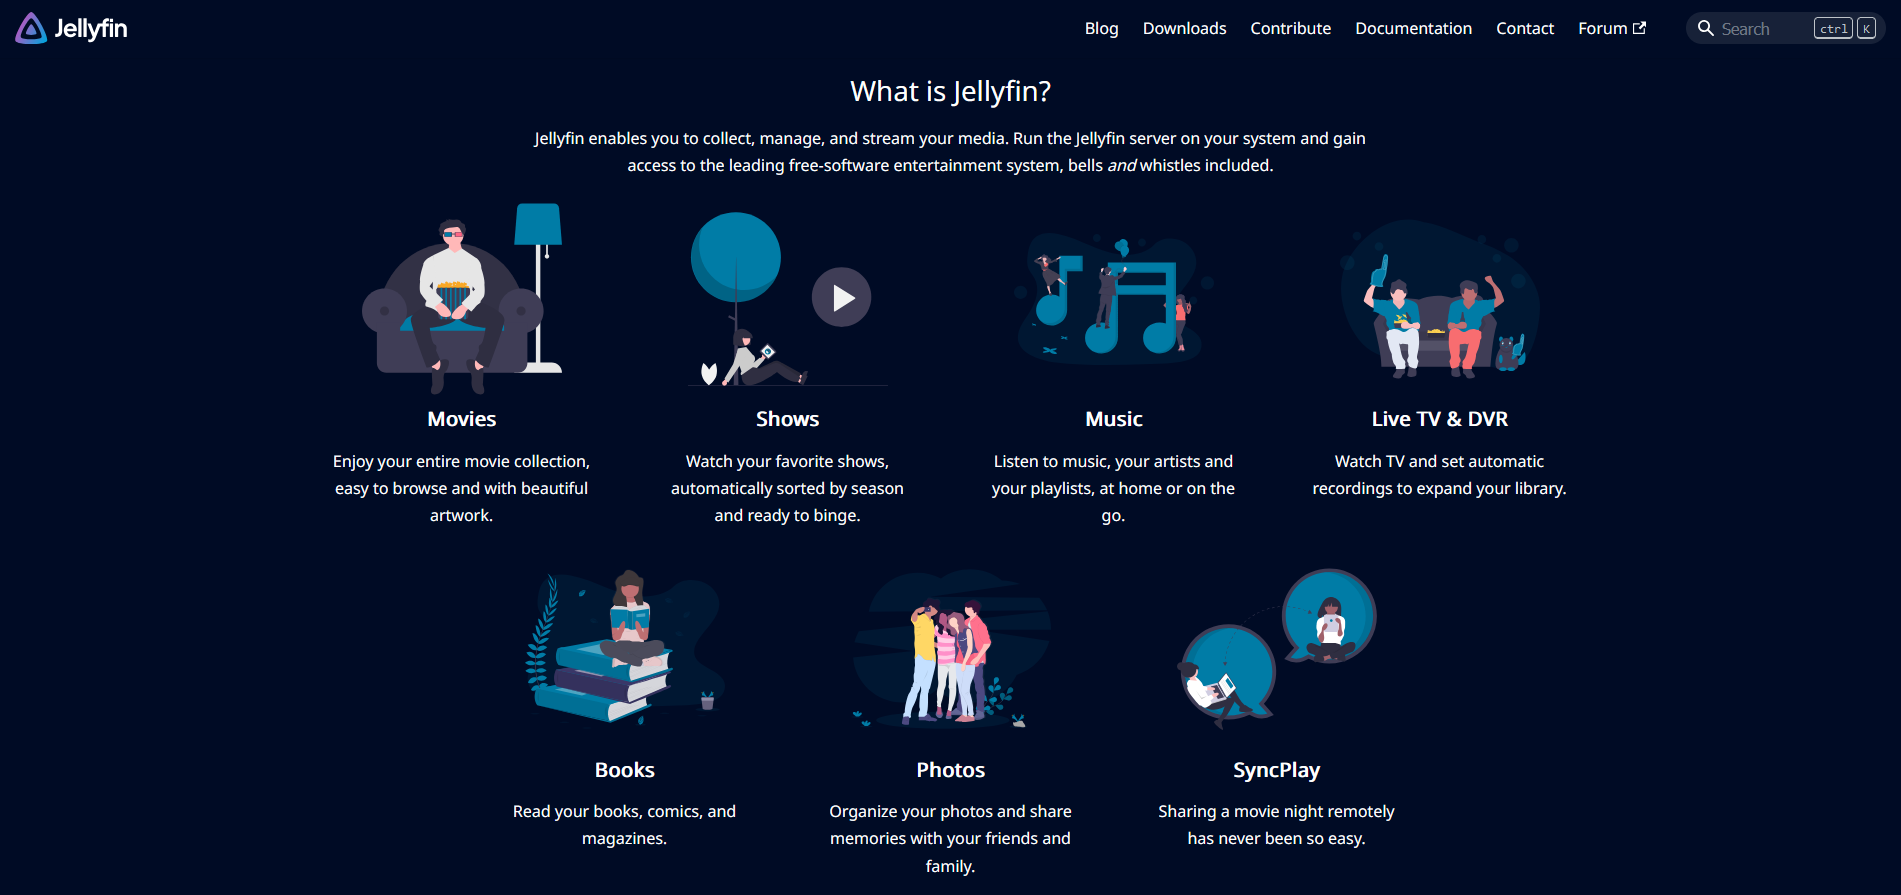 Jellyfin
Blog Downloads Contribute Documentation Contact Forum Search ctrl K
What is Jellyfin?
Jellyfin enables you to collect, manage, and stream your media. Run the Jellyfin server on your system and gain
access to the leading free-software entertainment system, bells and whistles included.
Movies
Enjoy your entire movie collection,
easy to browse and with beautiful
artwork.
Shows
Watch your favorite shows,
automatically sorted by season
and ready to binge.
Music
Listen to music, your artists and
your playlists, at home or on the
go.
Live TV & DVR
Watch TV and set automatic
recordings to expand your library.
Books
Read your books, comics, and
magazines.
Photos
Organize your photos and share
memories with your friends and
family.
SyncPlay
Sharing a movie night remotely
has never been so easy.